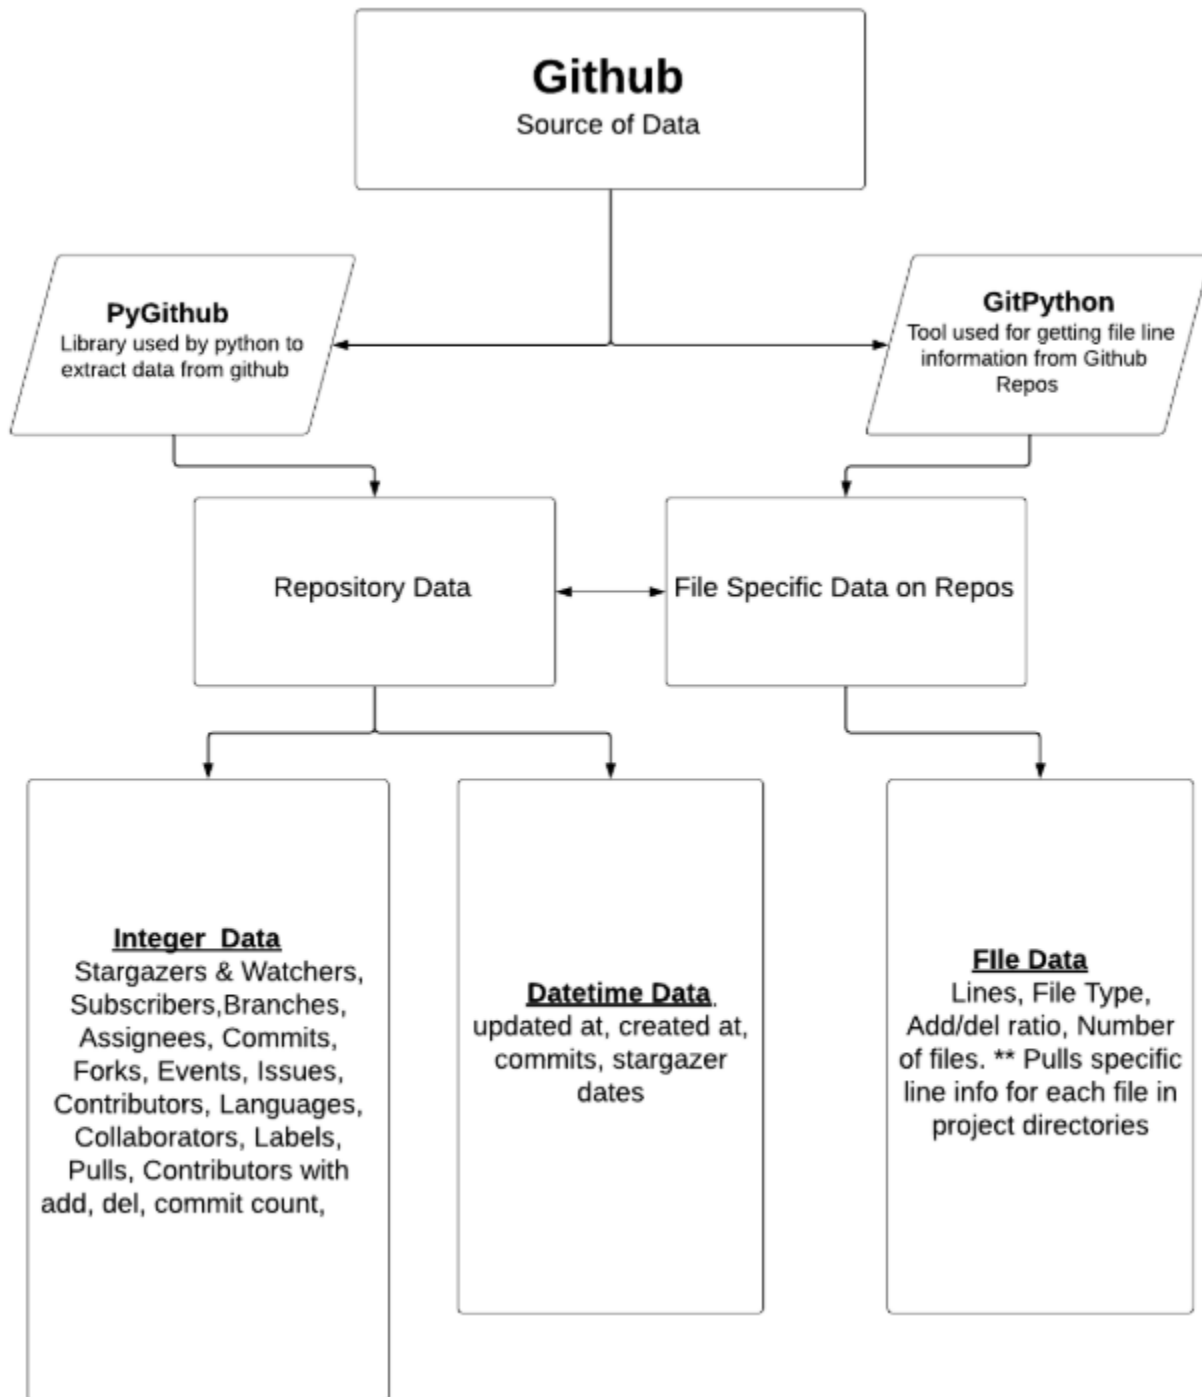 Github
Source of Data
PyGithub
Library used by python to
extract data from github
GitPython
Tool used for getting file line
information from Github
Repos
Repository Data
File Specific Data on Repos
Integer  Data
Stargazers & Watchers,
Subscribers,Branches,
Assignees, Commits,
Forks, Events, Issues,
Contributors, Languages,
Collaborators, Labels,
Pulls, Contributors with
add, del, commit count,
Datetime Data
updated at, created at,
commits, stargazer
dates
FIle Data
Lines, File Type,
Add/del ratio, Number
of files. ** Pulls specific
line info for each file in
project directories